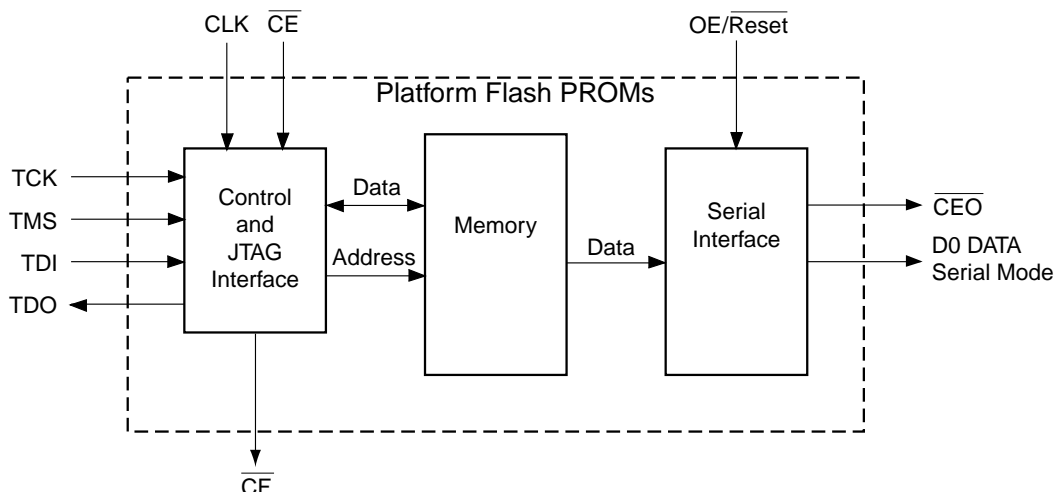 CLK
CE
OE/Reset
Platform Flash PROMs
TCK
TMS
TDI
TDO
Control
and
JTAG
Interface
Data
Address
Memory
Data
Serial
Interface
CEO
D0 DATA
Serial Mode
CF